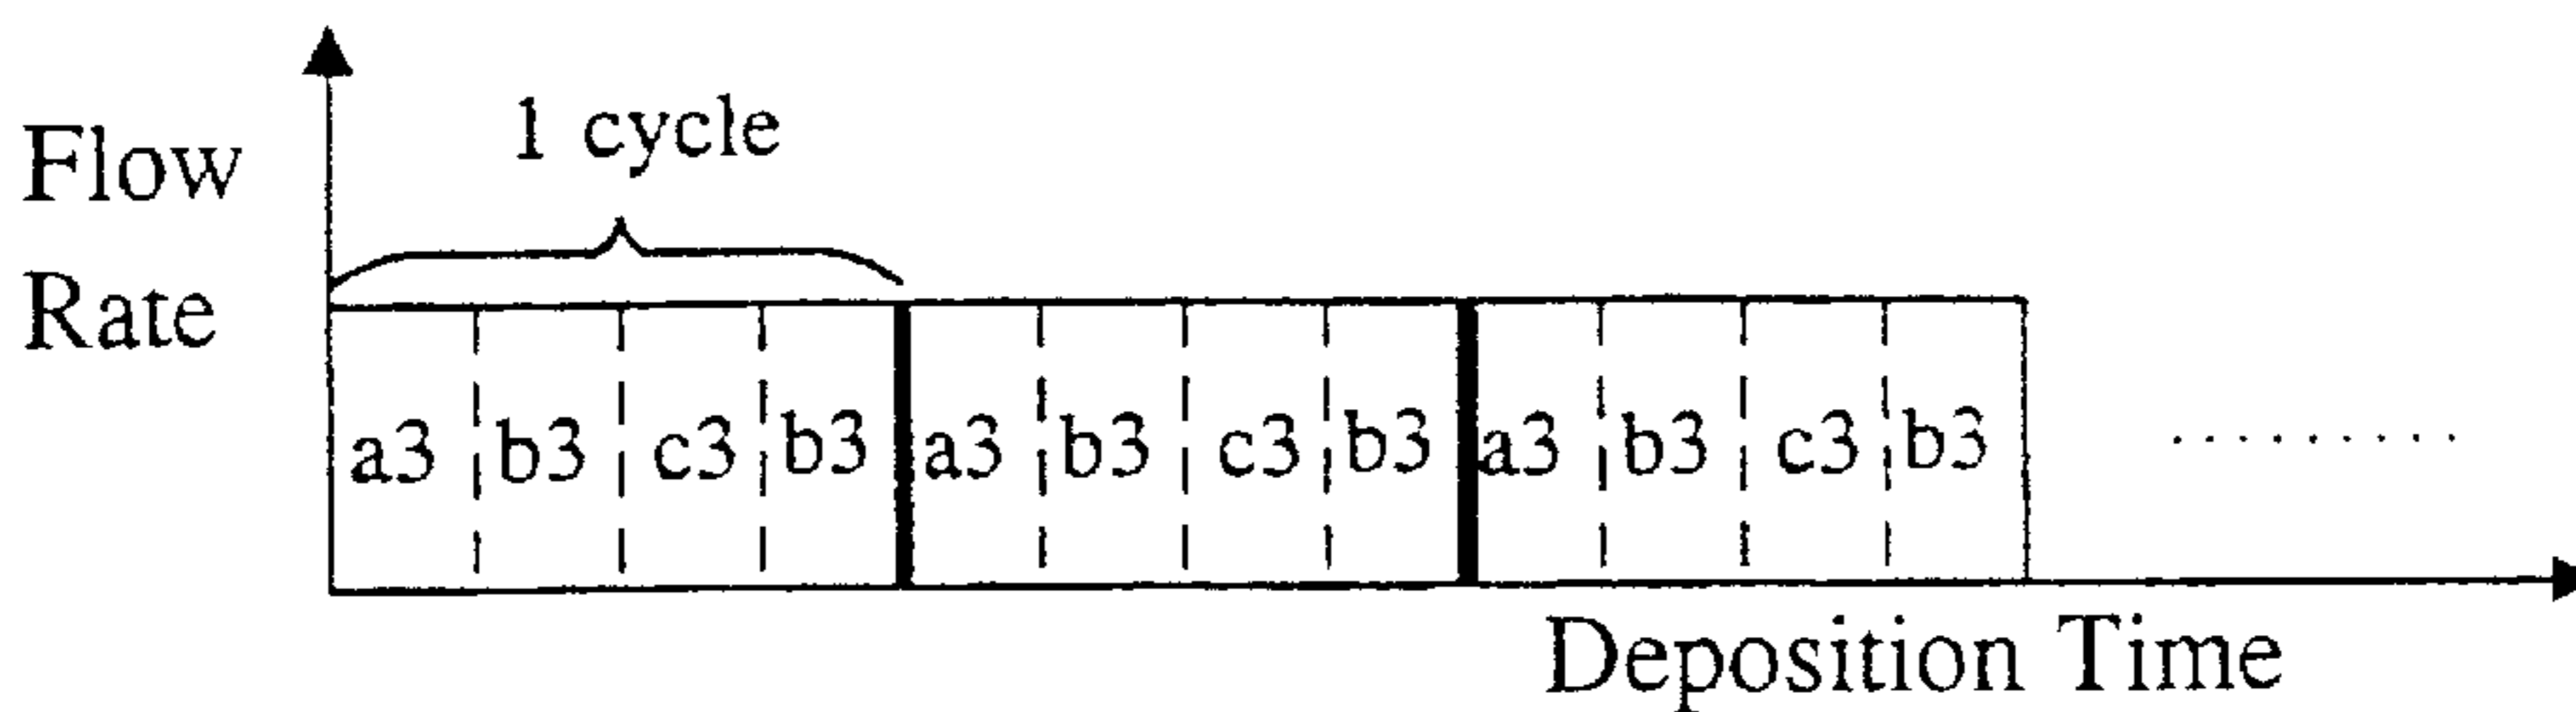 Flow
Rate
1 cycle
a3 b3 c3 b3 a3 b3 c3 b3 a3 b3 c3 b3 .........
Deposition Time